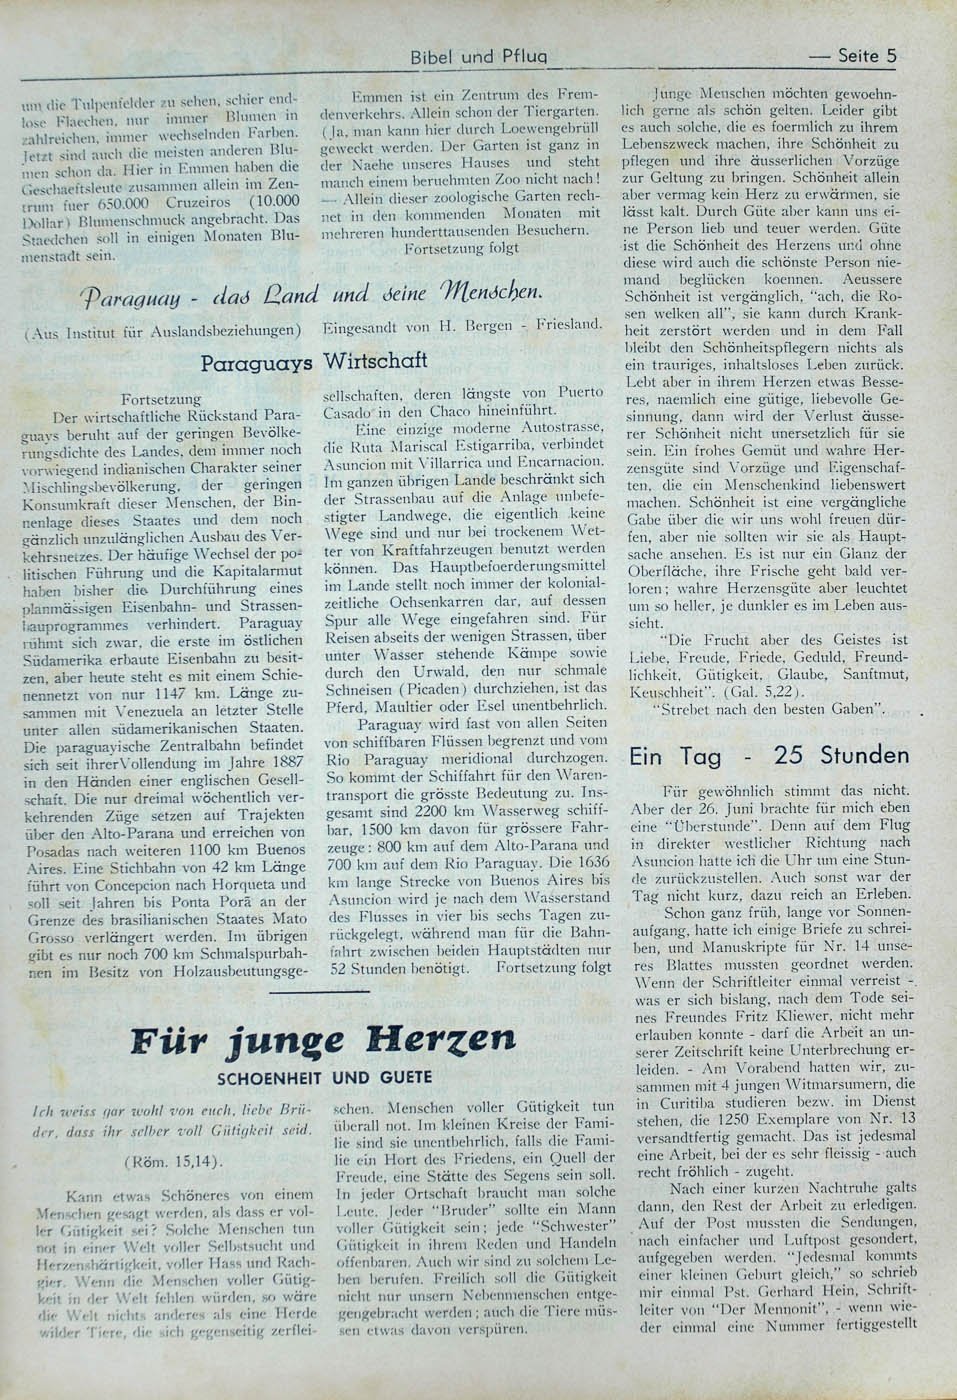 Bibel und Pflug
— Seite 5
um die Tulpenfelder zu sehen, schier end-
lose Flaechen, nur immer Blumen in
zahlreichen, immer wechselnden Farben.
Jetzt sind auch die meisten anderen Blu-
men schon da. Hier in Emmen haben die
Geschaeftsleute zusammen allein im Zen-
trum fuer 650.000 Cruzeiros (10.000
Dollar) Blumenschmuck angebracht. Das
Staedchen soll in einigen Monaten Blu-
menstadt sein.
Emmen ist ein Zentrum des Frem-
denverkehrs. Allein schon der Tiergarten.
(Ja, man kann hier durch Loewengebrüll
geweckt werden. Der Garten ist ganz in
der Naehe unseres Hauses und steht
manch einem beruehmten Zoo nicht nach!
— Allein dieser zoologische Garten rech-
net in den kommenden Monaten mit
mehreren hunderttausenden Besuchern.
Fortsetzung folgt
Paraguay - das Land und seine Menschen.
(Aus Institut für Auslandsbeziehungen)
Eingesandt von H. Bergen - Friesland.
Paraguays Wirtschaft
Fortsetzung
Der wirtschaftliche Rückstand Para-
guays beruht auf der geringen Bevölke-
rungsdichte des Landes, dem immer noch
vorwiegend indianischen Charakter seiner
Mischlingsbevölkerung, der geringen
Konsumkraft dieser Menschen, der Bin-
nenlage dieses Staates und dem noch
gänzlich unzulänglichen Ausbau des Ver-
kehrsnetzes. Der häufige Wechsel der po-
litischen Führung und die Kapitalarmut
haben bisher die Durchführung eines
planmässigen Eisenbahn- und Strassen-
bauprogrammes verhindert. Paraguay
rühmt sich zwar, die erste im östlichen
Südamerika erbaute Eisenbahn zu besit-
zen, aber heute steht es mit einem Schie-
nennetz von nur 1147 km. Länge zu-
sammen mit Venezuela an letzter Stelle
unter allen südamerikanischen Staaten.
Die paraguayische Zentralbahn befindet
sich seit ihrerVollendung im Jahre 1887
in den Händen einer englischen Gesell-
schaft. Die nur dreimal wöchentlich ver-
kehrenden Züge setzen auf Trajekten
über den Alto-Parana und erreichen von
Posadas nach weiteren 1100 km Buenos
Aires. Eine Stichbahn von 42 km Länge
führt von Concepcion nach Horqueta und
soll seit Jahren bis Ponta Porã an der
Grenze des brasilianischen Staates Mato
Grosso verlängert werden. Im übrigen
gibt es nur noch 700 km Schmalspurbah-
nen im Besitz von Holzausbeutungsge-
sellschaften, deren längste von Puerto
Casado in den Chaco hineinführt.
Eine einzige moderne Autostrasse,
die Ruta Mariscal Estigarriba, verbindet
Asuncion mit Villarrica und Encarnacion.
Im ganzen übrigen Lande beschränkt sich
der Strassenbau auf die Anlage unbefe-
stigter Landwege, die eigentlich keine
Wege sind und nur bei trockenem Wet-
ter von Kraftfahrzeugen benutzt werden
können. Das Hauptbefoerderungsmittel
im Lande stellt noch immer der kolonial-
zeitliche Ochsenkarren dar, auf dessen
Spur alle Wege eingefahren sind. Für
Reisen abseits der wenigen Strassen, über
unter Wasser stehende Kämpe sowie
durch den Urwald, den nur schmale
Schneisen (Picaden) durchziehen, ist das
Pferd, Maultier oder Esel unentbehrlich.
Paraguay wird fast von allen Seiten
von schiffbaren Flüssen begrenzt und vom
Rio Paraguay meridional durchzogen.
So kommt der Schiffahrt für den Waren-
transport die grösste Bedeutung zu. Ins-
gesamt sind 2200 km Wasserweg schiff-
bar, 1500 km davon für grössere Fahr-
zeuge: 800 km auf dem Alto-Parana und
700 km auf dem Rio Paraguay. Die 1636
km lange Strecke von Buenos Aires bis
Asuncion wird je nach dem Wasserstand
des Flusses in vier bis sechs Tagen zu-
rückgelegt, während man für die Bahn-
fahrt zwischen beiden Hauptstädten nur
52 Stunden benötigt. Fortsetzung folgt
Für junge Herzen
SCHOENHEIT UND GUETE
Ich weiss gar wohl von euch, liebe Brü-
der, dass ihr selber voll Gütigkeit seid.
(Röm. 15,14).
Kann etwas Schöneres von einem
Menschen gesagt werden, als dass er vol-
ler Gütigkeit sei? Solche Menschen tun
not in einer Welt voller Selbstsucht und
Herzenshärtigkeit, voller Hass und Rach-
gier. Wenn die Menschen voller Gütig-
keit in der Welt fehlen würden, so wäre
die Welt nichts anderes als eine Herde
wilder Tiere, die sich gegenseitig zerflei-
schen. Menschen voller Gütigkeit tun
überall not. Im kleinen Kreise der Fami-
lie sind sie unentbehrlich, falls die Fami-
lie ein Hort des Friedens, ein Quell der
Freude, eine Stätte des Segens sein soll.
In jeder Ortschaft braucht man solche
Leute. Jeder "Bruder" sollte ein Mann
voller Gütigkeit sein; jede "Schwester"
Gütigkeit in ihrem Reden und Handeln
offenbaren. Auch wir sind zu solchem Le-
ben berufen. Freilich soll die Gütigkeit
nicht nur unsern Nebenmenschen entge-
gengebracht werden; auch die Tiere müs-
sen etwas davon verspüren.
Junge Menschen möchten gewoehn-
lich gerne als schön gelten. Leider gibt
es auch solche, die es foermlich zu ihrem
Lebenszweck machen, ihre Schönheit zu
pflegen und ihre äusserlichen Vorzüge
zur Geltung zu bringen. Schönheit allein
aber vermag kein Herz zu erwärmen, sie
lässt kalt. Durch Güte aber kann uns ei-
ne Person lieb und teuer werden. Güte
ist die Schönheit des Herzens und ohne
diese wird auch die schönste Person nie-
mand beglücken koennen. Aeussere
Schönheit ist vergänglich, "ach, die Ro-
sen welken all", sie kann durch Krank-
heit zerstört werden und in dem Fall
bleibt den Schönheitspflegern nichts als
ein trauriges, inhaltsloses Leben zurück.
Lebt aber in ihrem Herzen etwas Besse-
res, naemlich eine gütige, liebevolle Ge-
sinnung, dann wird der Verlust äusse-
rer Schönheit nicht unersetzlich für sie
sein. Ein frohes Gemüt und wahre Her-
zensgüte sind Vorzüge und Eigenschaf-
ten, die ein Menschenkind liebenswert
machen. Schönheit ist eine vergängliche
Gabe über die wir uns wohl freuen dür-
fen, aber nie sollten wir sie als Haupt-
sache ansehen. Es ist nur ein Glanz der
Oberfläche, ihre Frische geht bald ver-
loren; wahre Herzensgüte aber leuchtet
um so heller, je dunkler es im Leben aus-
sieht.
"Die Frucht aber des Geistes ist
Liebe, Freude, Friede, Geduld, Freund-
lichkeit, Gütigkeit, Glaube, Sanftmut,
Keuschheit". (Gal. 5,22).
"Strebet nach den besten Gaben".
Ein Tag - 25 Stunden
Für gewöhnlich stimmt das nicht.
Aber der 26. Juni brachte für mich eben
eine "Überstunde". Denn auf dem Flug
in direkter westlicher Richtung nach
Asuncion hatte ich die Uhr um eine Stun-
de zurückzustellen. Auch sonst war der
Tag nicht kurz, dazu reich an Erleben.
Schon ganz früh, lange vor Sonnen-
aufgang, hatte ich einige Briefe zu schrei-
ben, und Manuskripte für Nr. 14 unse-
res Blattes mussten geordnet werden.
Wenn der Schriftleiter einmal verreist -
was er sich bislang, nach dem Tode sei-
nes Freundes Fritz Kliewer, nicht mehr
erlauben konnte - darf die Arbeit an un-
serer Zeitschrift keine Unterbrechung er-
leiden. - Am Vorabend hatten wir, zu-
sammen mit 4 jungen Witmarsumern, die
in Curitiba studieren bezw. im Dienst
stehen, die 1250 Exemplare von Nr. 13
versandtfertig gemacht. Das ist jedesmal
eine Arbeit, bei der es sehr fleissig - auch
recht fröhlich - zugeht.
Nach einer kurzen Nachtruhe galts
dann, den Rest der Arbeit zu erledigen.
Auf der Post mussten die Sendungen,
nach einfacher und Luftpost gesondert,
aufgegeben werden. "Jedesmal kommts
einer kleinen Geburt gleich," so schrieb
mir einmal Pst. Gerhard Hein, Schrift-
leiter von "Der Mennonit", - wenn wie-
der einmal eine Nummer fertiggestellt